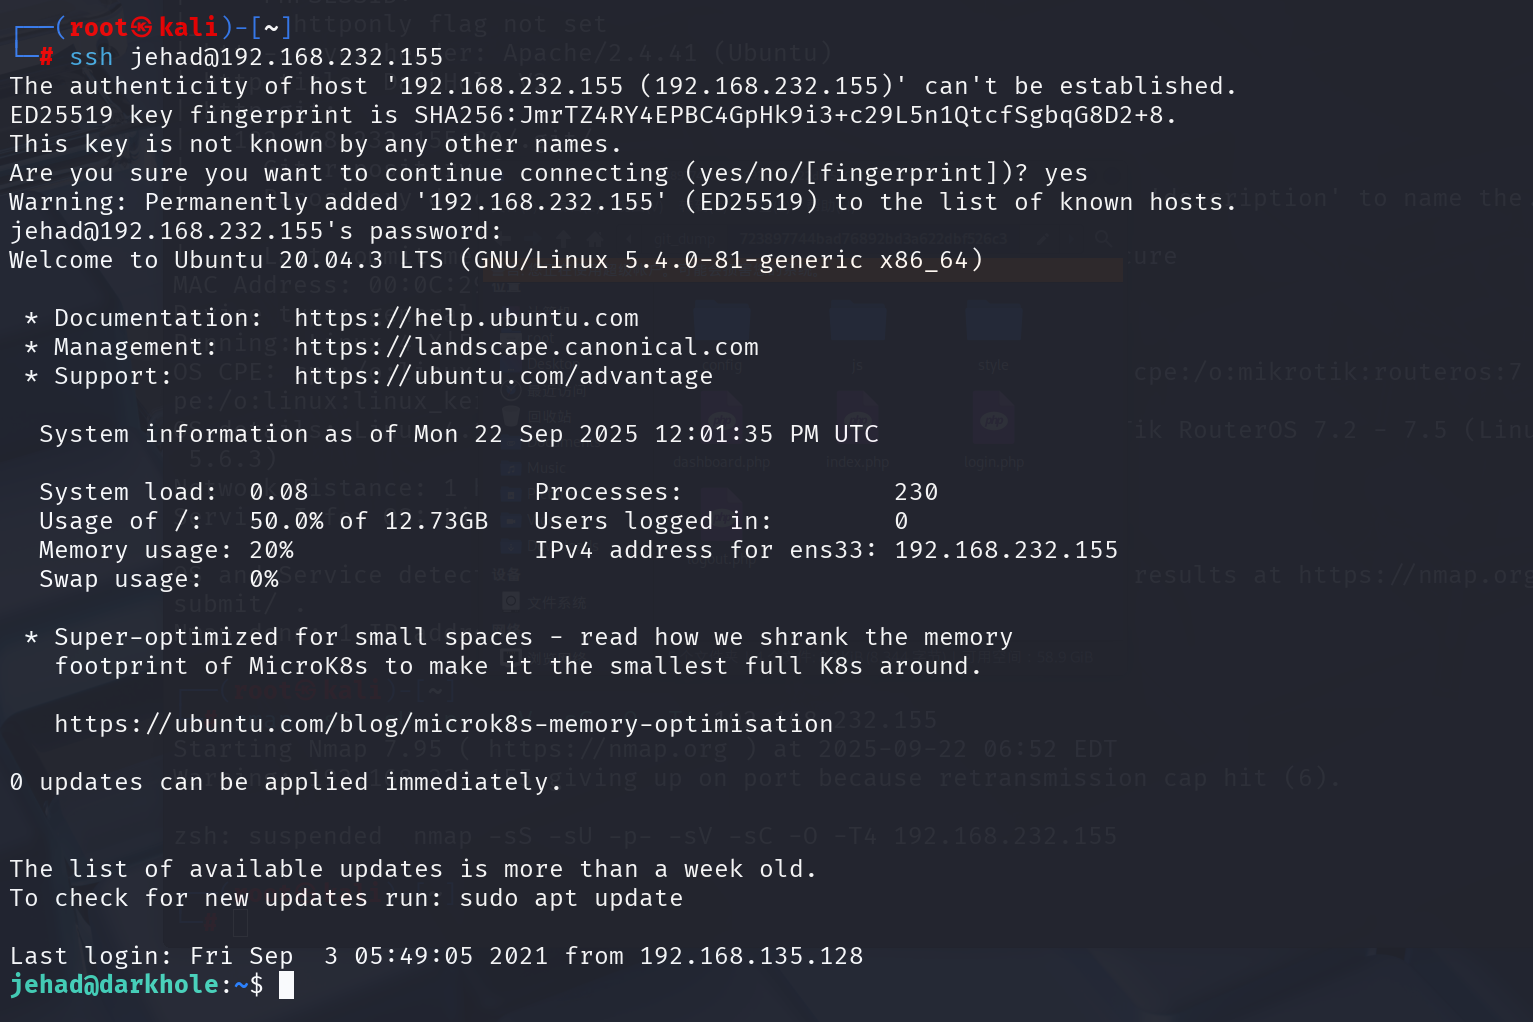 ┌──(root㉿kali)-[~]
└─# ssh jehad@192.168.232.155
The authenticity of host '192.168.232.155 (192.168.232.155)' can't be established.
ED25519 key fingerprint is SHA256:JmrTZ4RY4EPBC4GpHk9i3+c29L5n1QtcfSgbqG8D2+8.
This key is not known by any other names.
Are you sure you want to continue connecting (yes/no/[fingerprint])? yes
Warning: Permanently added '192.168.232.155' (ED25519) to the list of known hosts.
jehad@192.168.232.155's password:
Welcome to Ubuntu 20.04.3 LTS (GNU/Linux 5.4.0-81-generic x86_64)

 * Documentation:  https://help.ubuntu.com
 * Management:     https://landscape.canonical.com
 * Support:        https://ubuntu.com/advantage

  System information as of Mon 22 Sep 2025 12:01:35 PM UTC

  System load:  0.08               Processes:              230
  Usage of /:   50.0% of 12.73GB   Users logged in:        0
  Memory usage: 20%                IPv4 address for ens33: 192.168.232.155
  Swap usage:   0%

 * Super-optimized for small spaces - read how we shrank the memory
   footprint of MicroK8s to make it the smallest full K8s around.

   https://ubuntu.com/blog/microk8s-memory-optimisation

0 updates can be applied immediately.

The list of available updates is more than a week old.
To check for new updates run: sudo apt update

Last login: Fri Sep  3 05:49:05 2021 from 192.168.135.128
jehad@darkhole:~$